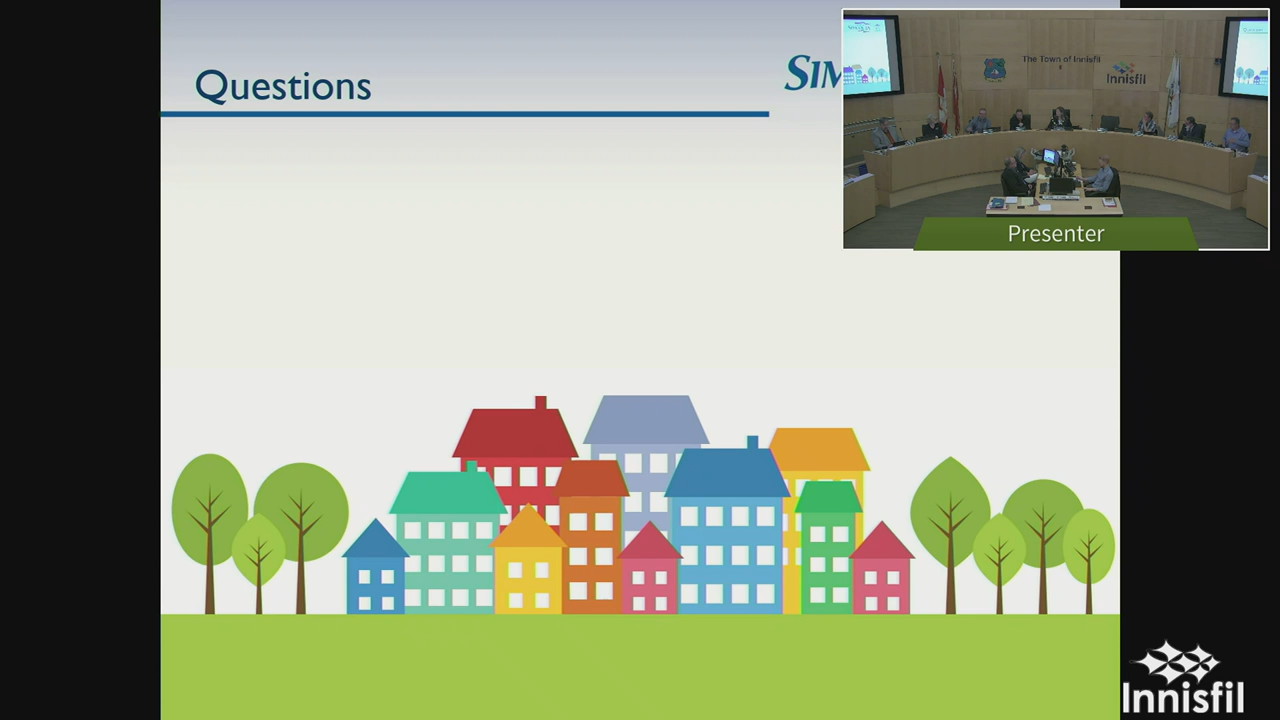 Questions
SIM
The Town of Innisfil
Innisfil
Presenter
Innisfil